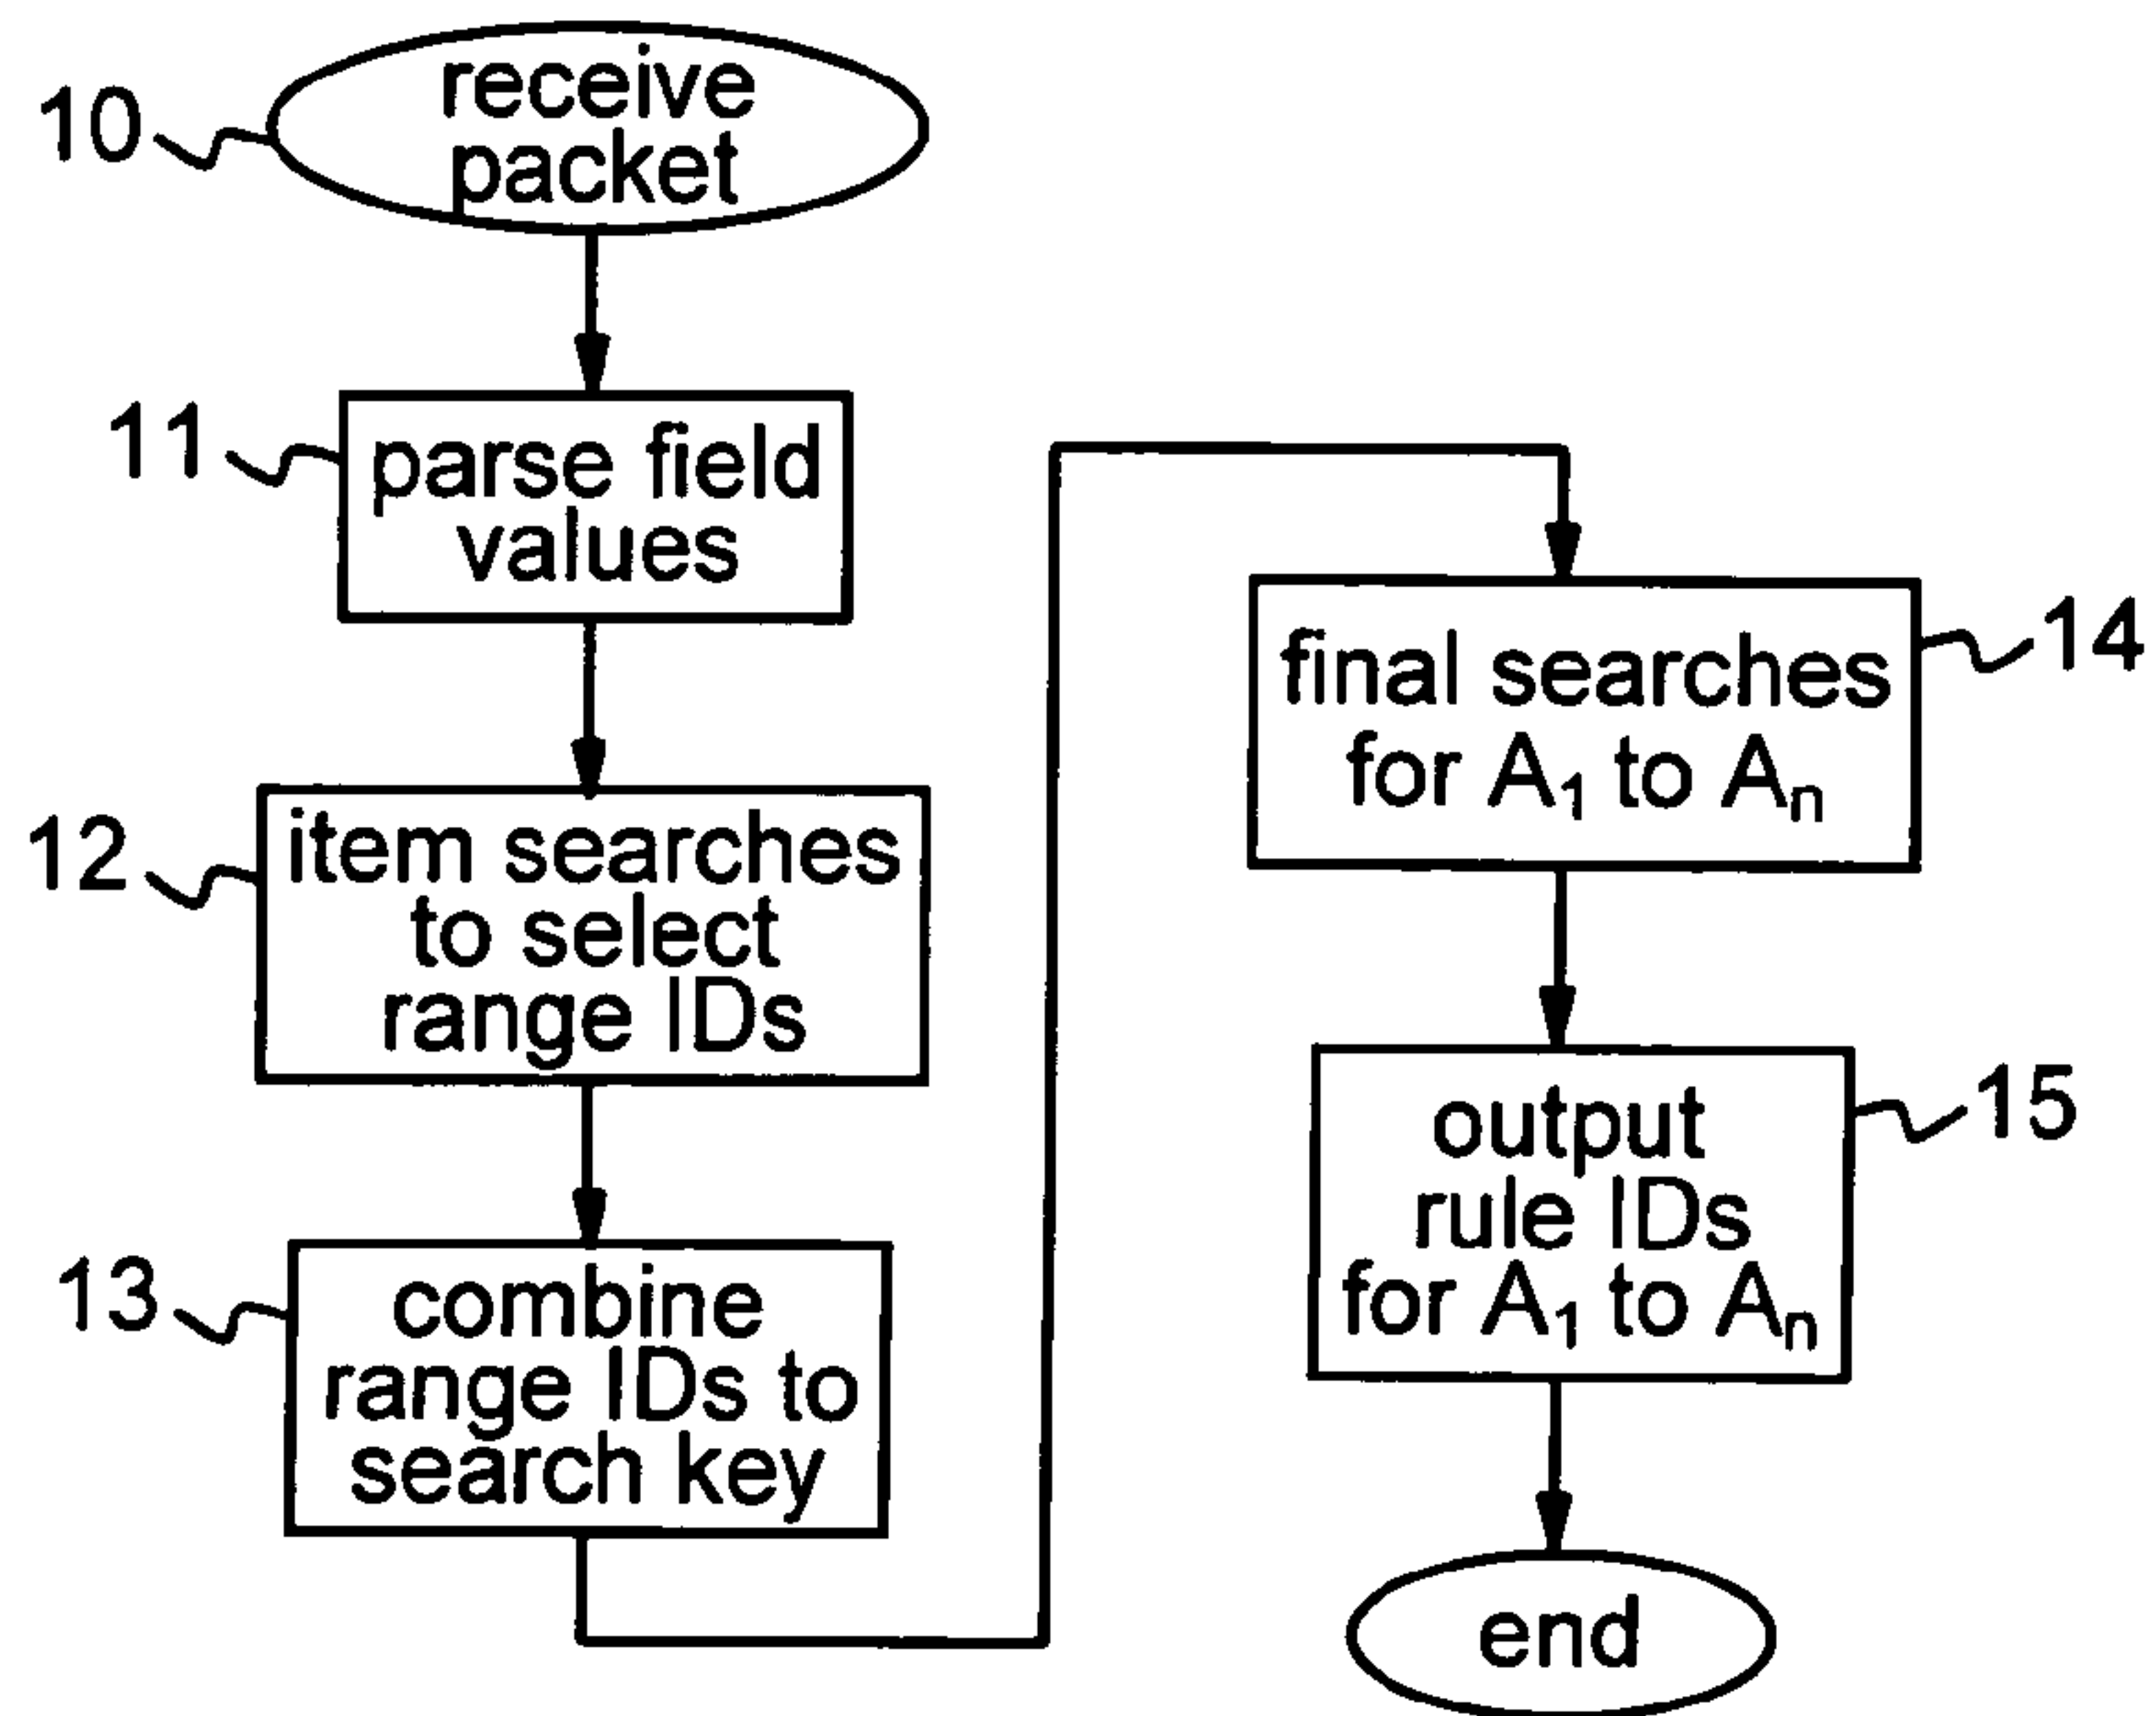 10
receive
packet
11
parse field
values
12
item searches
to select
range IDs
13
combine
range IDs to
search key
14
final searches
for A₁ to Aₙ
15
output
rule IDs
for A₁ to Aₙ
end